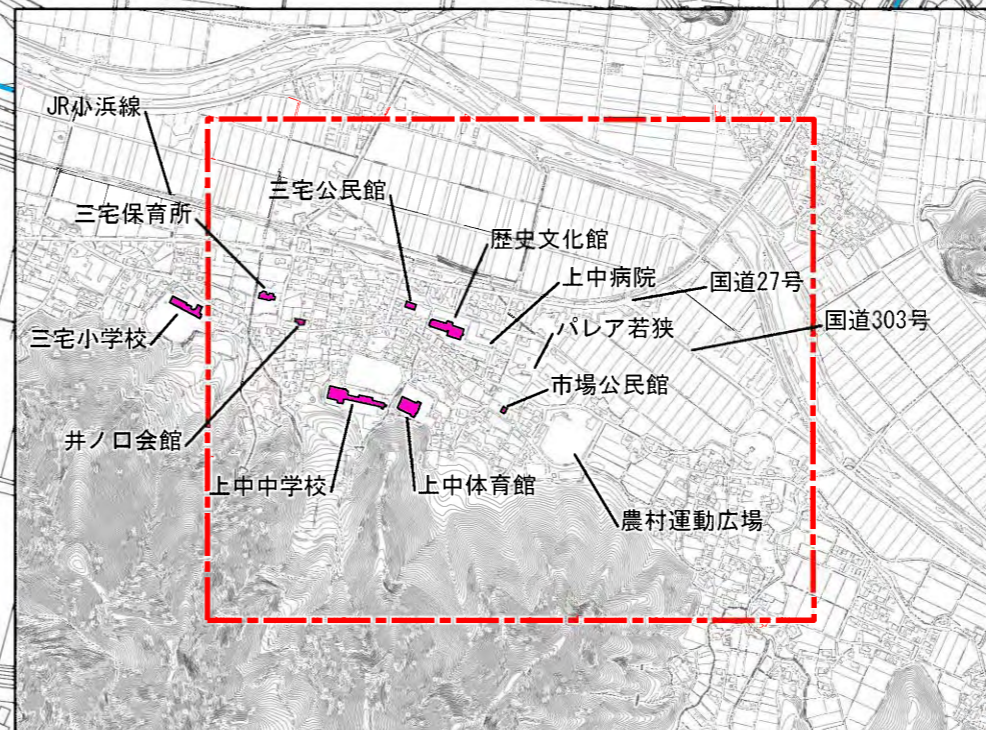 JR小浜線
三宅公民館
三宅保育所
歴史文化館
上中病院
国道27号
パレア若狭
国道303号
三宅小学校
市場公民館
井ノ口会館
上中中学校
上中体育館
農村運動広場